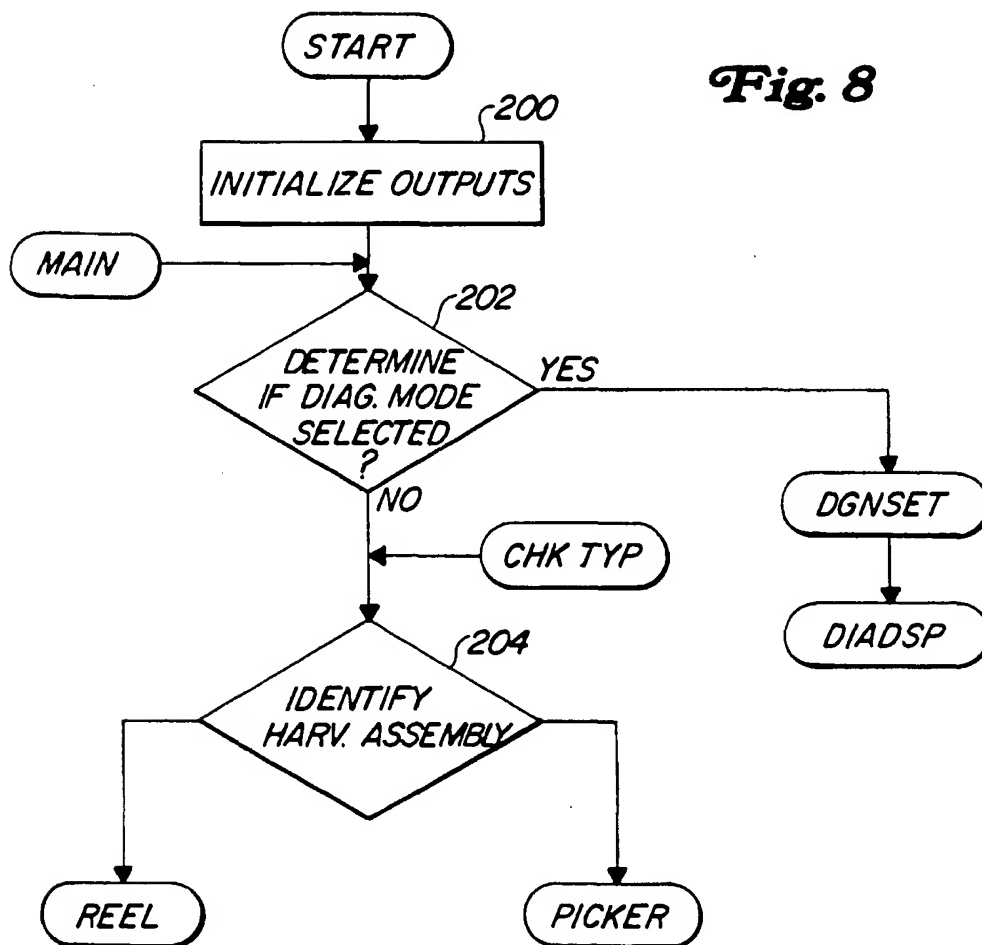 START
Fig. 8
200
INITIALIZE OUTPUTS
MAIN
202
DETERMINE
IF DIAG. MODE
SELECTED
?
YES
NO
DGNSET
CHK TYP
DIADSP
204
IDENTIFY
HARV. ASSEMBLY
REEL
PICKER